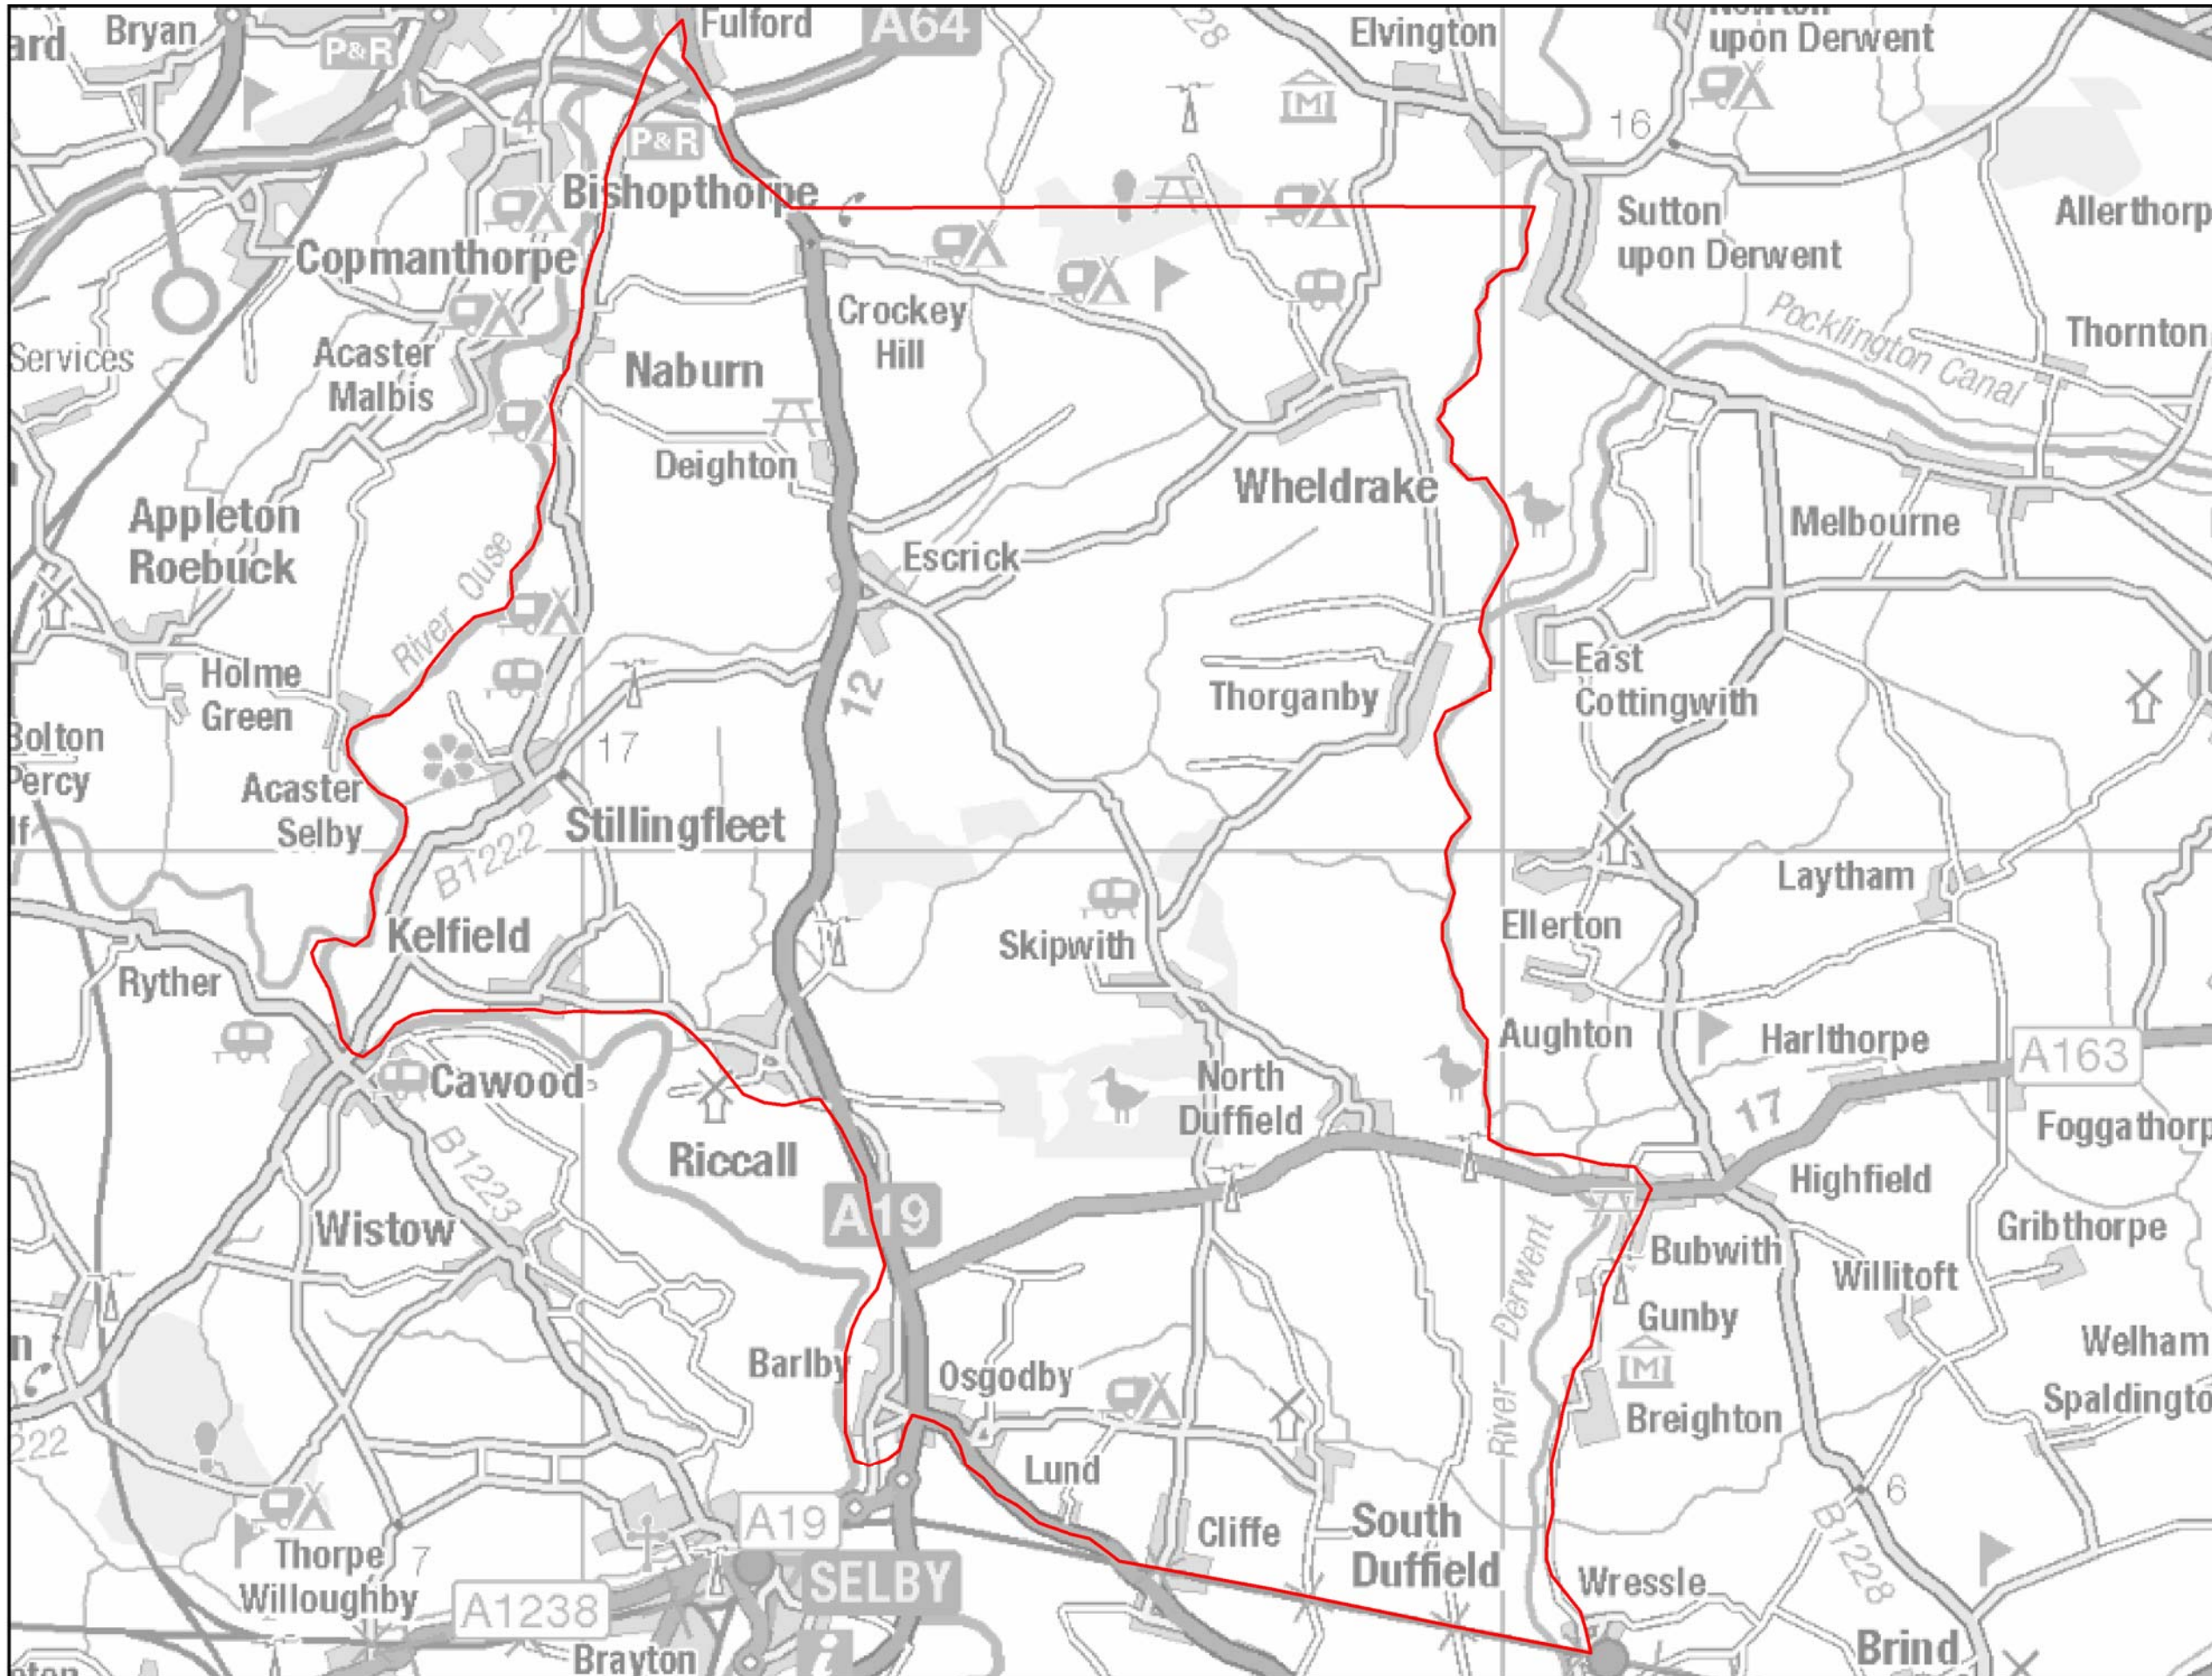 ard
Bryan
P&R
Fulford
A64
28
Elvington
Newton
upon Derwent
4
P&R
16
Bishopthorpe
Sutton
upon Derwent
Allerthorp
Copmanthorpe
Pocklington Canal
Crockey
Hill
Services
Acaster
Malbis
Naburn
Thornton
Deighton
Wheldrake
Appleton
Roebuck
Melbourne
River Ouse
Escrick
Holme
Green
East
Cottingwith
Thorganby
12
Bolton
Percy
17
Acaster
Selby
Stillingfleet
lf
B1222
Laytham
Kelfield
Ellerton
Skipwith
Ryther
Aughton
Harlthorpe
A163
Cawood
North
Duffield
17
Foggathorp
B1223
Riccall
Highfield
A19
Wistow
Gribthorpe
River Derwent
Bubwith
Willitoft
Gunby
Barlby
Osgodby
Welham
n
Spaldingto
Breighton
222
Lund
6
A19
Cliffe
South
Duffield
B1228
Thorpe
Willoughby
7
SELBY
Wressle
A1238
Brayton
i
Brind